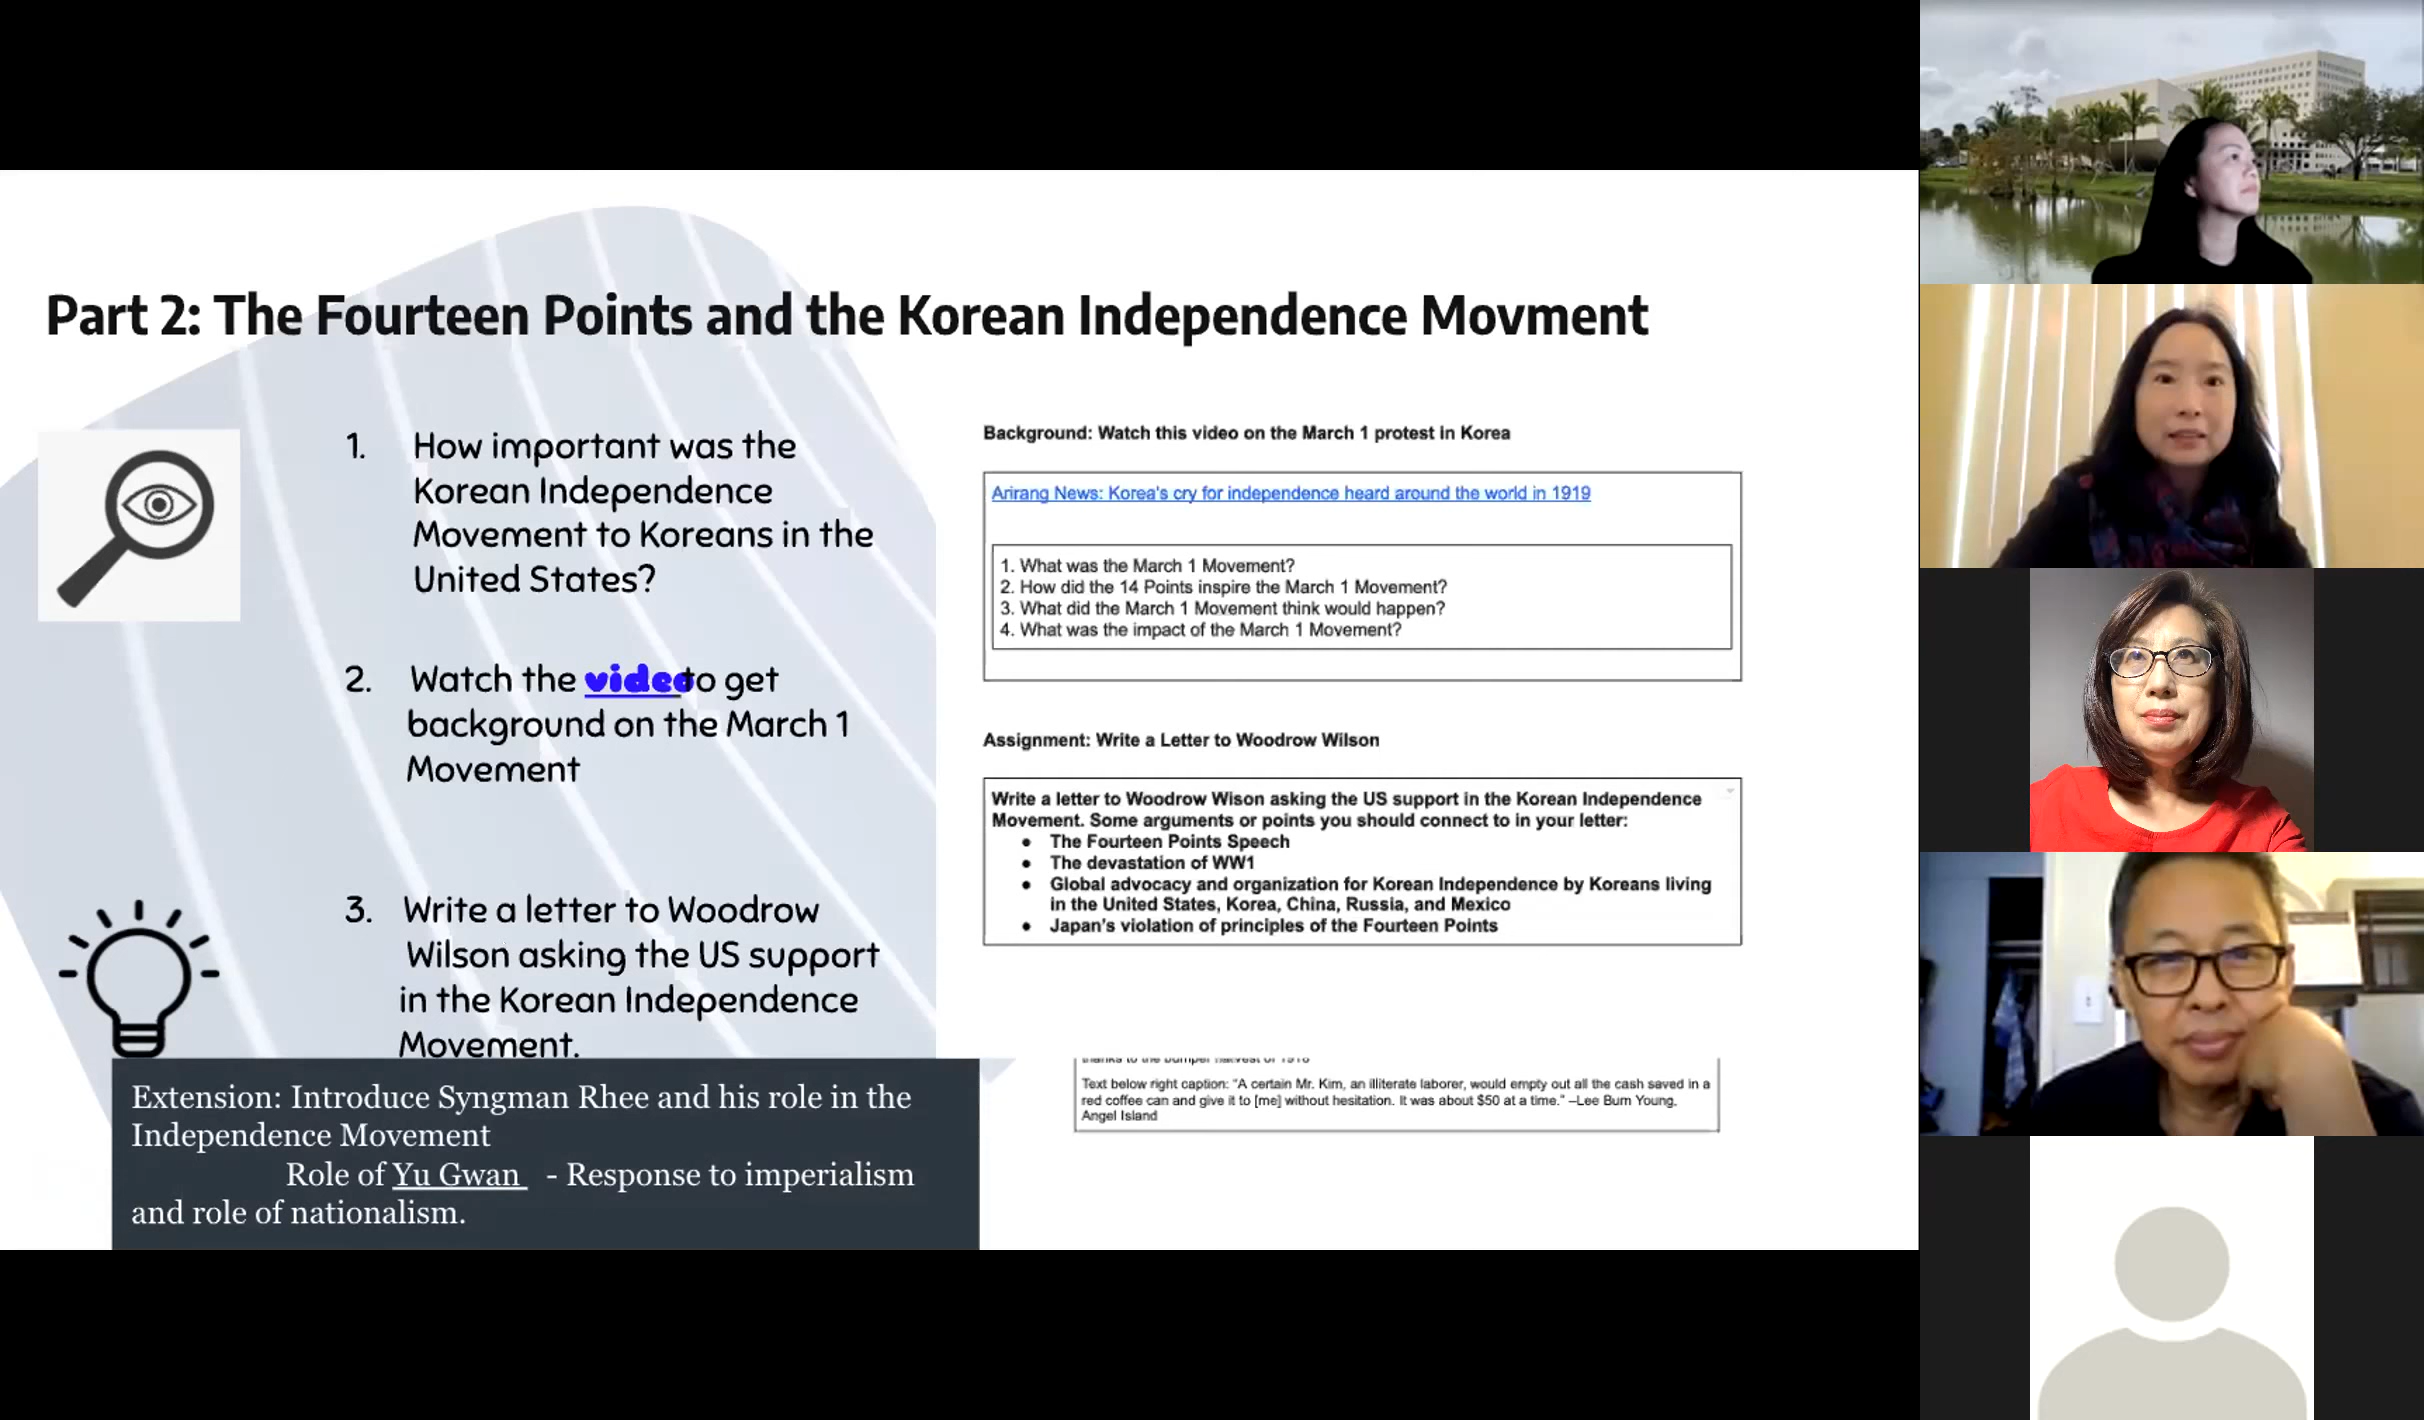 Part 2: The Fourteen Points and the Korean Independence Movment
1. How important was the
Korean Independence
Movement to Koreans in the
United States?
2. Watch the video to get
background on the March 1
Movement
3. Write a letter to Woodrow
Wilson asking the US support
in the Korean Independence
Movement.
Extension: Introduce Syngman Rhee and his role in the
Independence Movement
Role of Yu Gwan - Response to imperialism
and role of nationalism.
Background: Watch this video on the March 1 protest in Korea
Arirang News: Korea's cry for independence heard around the world in 1919
1. What was the March 1 Movement?
2. How did the 14 Points inspire the March 1 Movement?
3. What did the March 1 Movement think would happen?
4. What was the impact of the March 1 Movement?
Assignment: Write a Letter to Woodrow Wilson
Write a letter to Woodrow Wison asking the US support in the Korean Independence
Movement. Some arguments or points you should connect to in your letter:
● The Fourteen Points Speech
● The devastation of WW1
● Global advocacy and organization for Korean Independence by Koreans living
in the United States, Korea, China, Russia, and Mexico
● Japan's violation of principles of the Fourteen Points
thanks to the bumper harvest of 1918
Text below right caption: "A certain Mr. Kim, an illiterate laborer, would empty out all the cash saved in a
red coffee can and give it to [me] without hesitation. It was about $50 at a time." –Lee Bum Young,
Angel Island